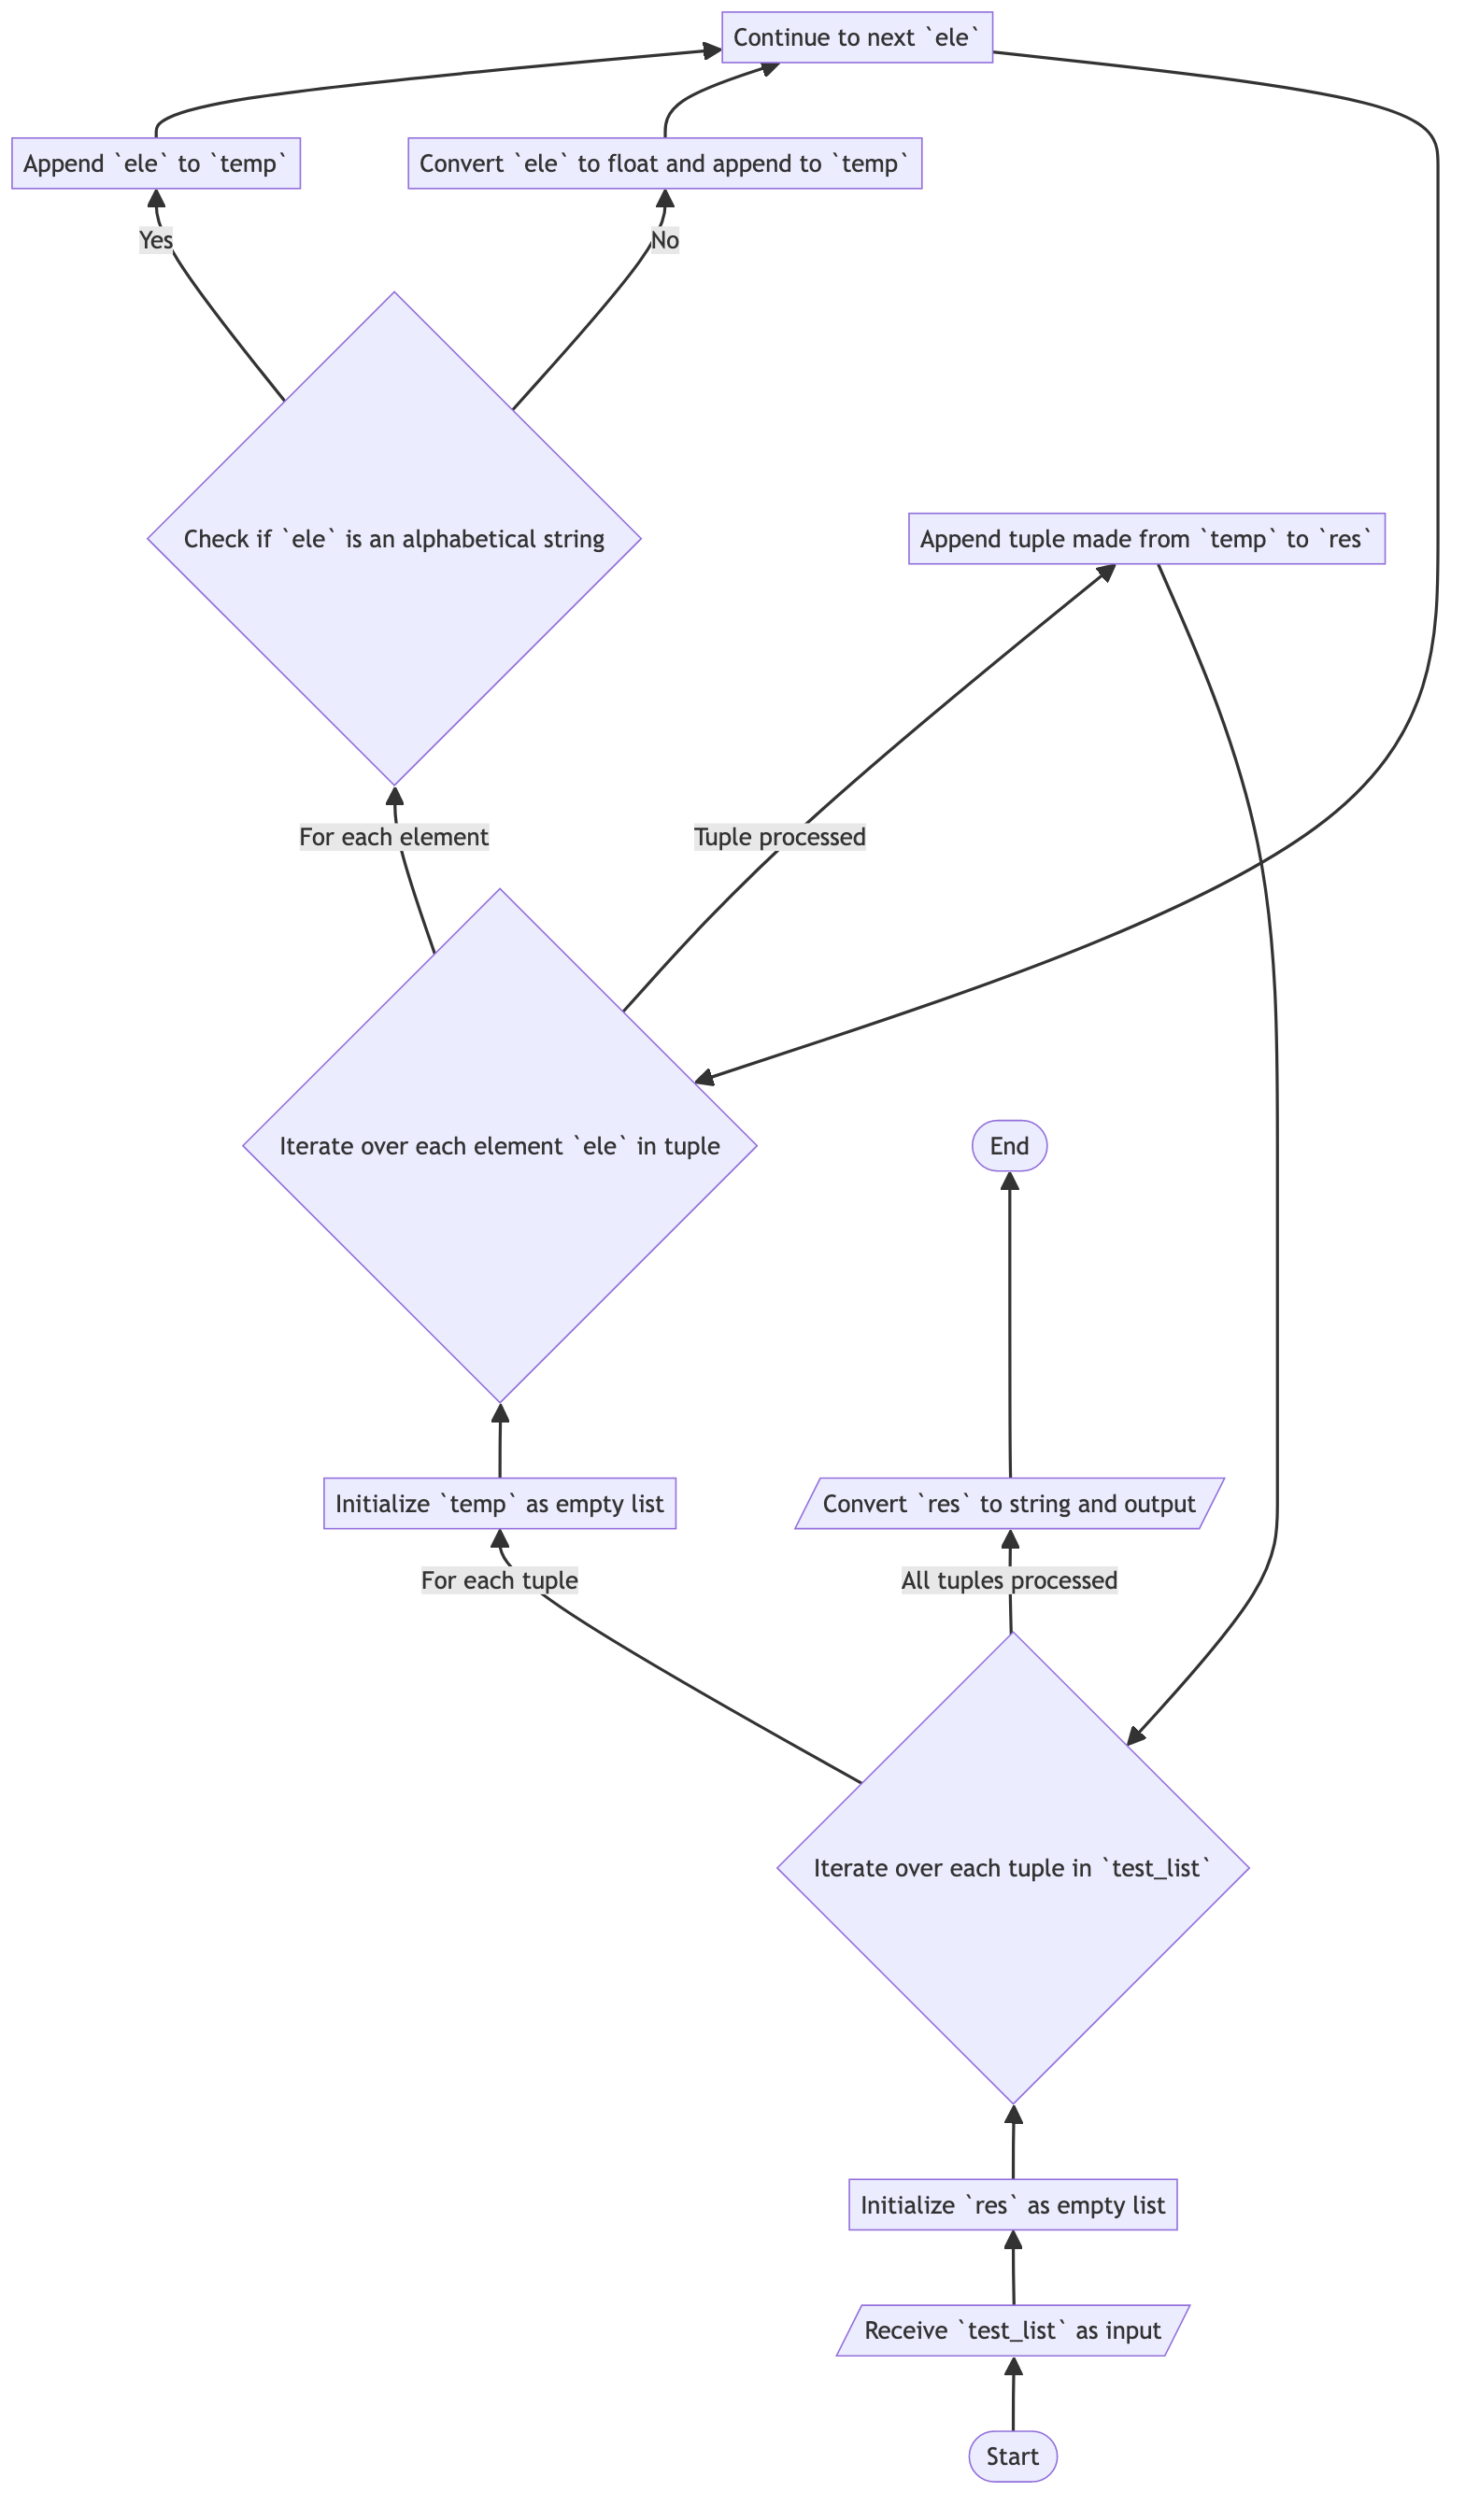 Continue to next `ele`
Append `ele` to `temp`
Convert `ele` to float and append to `temp`
Yes
No
Check if `ele` is an alphabetical string
Append tuple made from `temp` to `res`
For each element
Tuple processed
Iterate over each element `ele` in tuple
End
Initialize `temp` as empty list
Convert `res` to string and output
For each tuple
All tuples processed
Iterate over each tuple in `test_list`
Initialize `res` as empty list
Receive `test_list` as input
Start